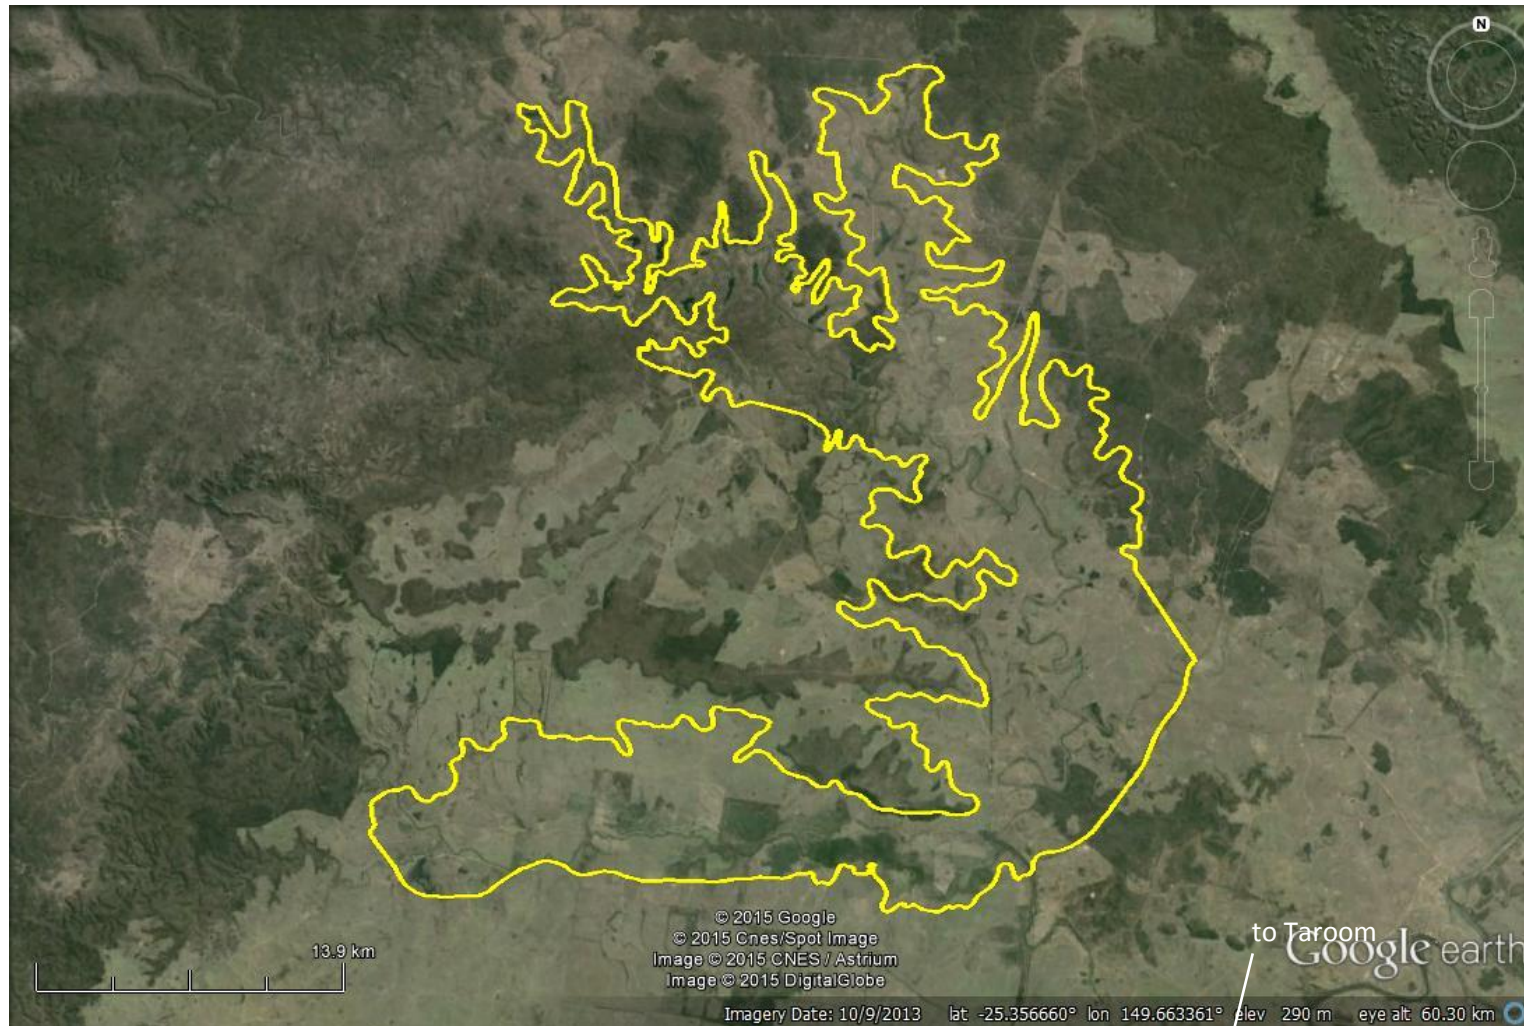 N
© 2015 Google
© 2015 Cnes/Spot Image
Image © 2015 CNES / Astrium
Image © 2015 DigitalGlobe
13.9 km
to Taroom
Google earth
Imagery Date: 10/9/2013 lat -25.356660° lon 149.663361° elev 290 m eye alt 60.30 km